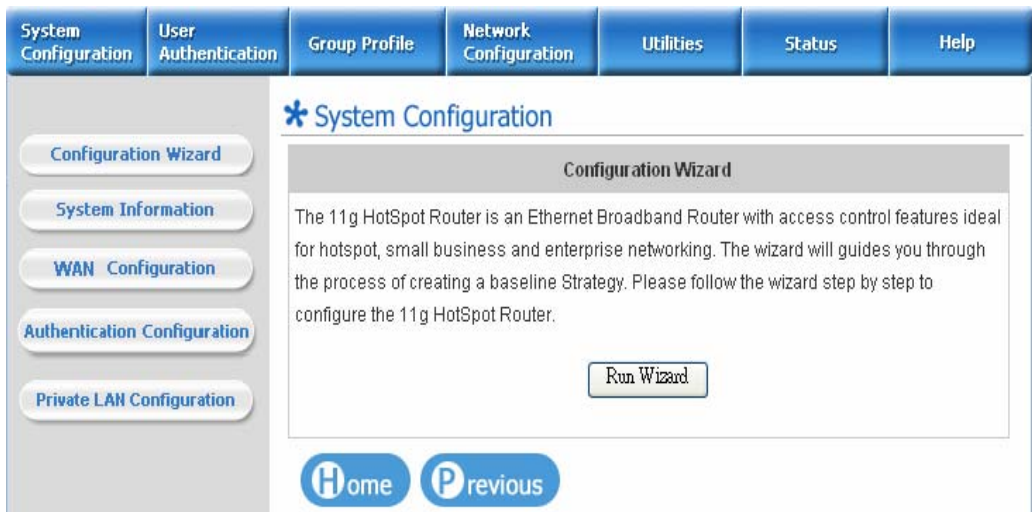 System Configuration
User Authentication
Group Profile
Network Configuration
Utilities
Status
Help
Configuration Wizard
System Information
WAN Configuration
Authentication Configuration
Private LAN Configuration
System Configuration
Configuration Wizard
The 11g HotSpot Router is an Ethernet Broadband Router with access control features ideal
for hotspot, small business and enterprise networking. The wizard will guides you through
the process of creating a baseline Strategy. Please follow the wizard step by step to
configure the 11g HotSpot Router.
Run Wizard
Home
Previous